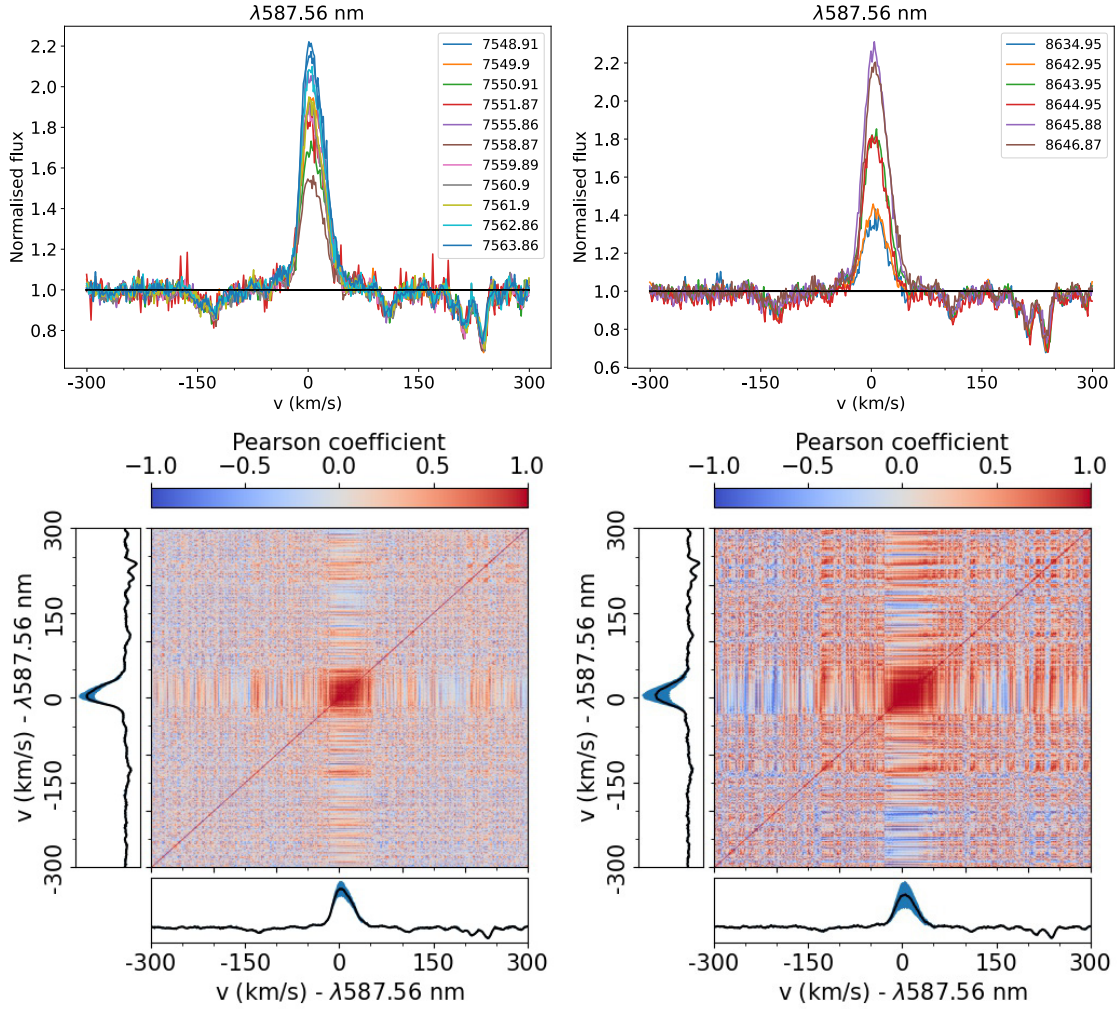 λ587.56 nm
Normalised flux
2.2
2.0
1.8
1.6
1.4
1.2
1.0
0.8
-300 -150 0 150 300
v (km/s)
7548.91
7549.9
7550.91
7551.87
7555.86
7558.87
7559.89
7560.9
7561.9
7562.86
7563.86
λ587.56 nm
Normalised flux
2.2
2.0
1.8
1.6
1.4
1.2
1.0
0.8
0.6
-300 -150 0 150 300
v (km/s)
8634.95
8642.95
8643.95
8644.95
8645.88
8646.87
Pearson coefficient
−1.0 −0.5 0.0 0.5 1.0
v (km/s) - λ587.56 nm
300
150
0
-150
-300
-300 -150 0 150 300
v (km/s) - λ587.56 nm
Pearson coefficient
−1.0 −0.5 0.0 0.5 1.0
v (km/s) - λ587.56 nm
300
150
0
-150
-300
-300 -150 0 150 300
v (km/s) - λ587.56 nm